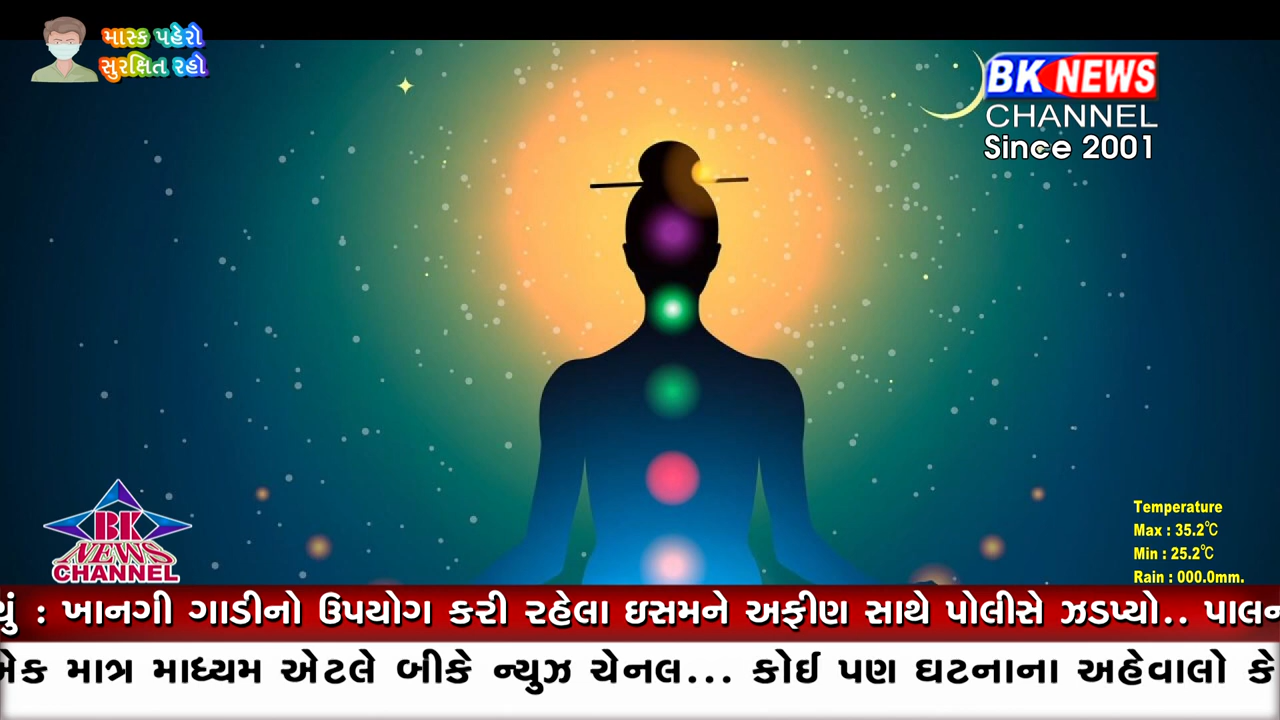 માસ્ક પહેરો
સુરક્ષિત રહો
BK NEWS
CHANNEL
Since 2001
BK
NEWS
CHANNEL
Temperature
Max : 35.2℃
Min : 25.2℃
Rain : 000.0mm.
: ખાનગી ગાડીનો ઉપયોગ કરી રહેલા ઇસમને અફીણ સાથે પોલીસે ઝડપ્યો.. પાલન
એક માત્ર માધ્યમ એટલે બીકે ન્યુઝ ચેનલ... કોઈ પણ ઘટનાના અહેવાલો કે